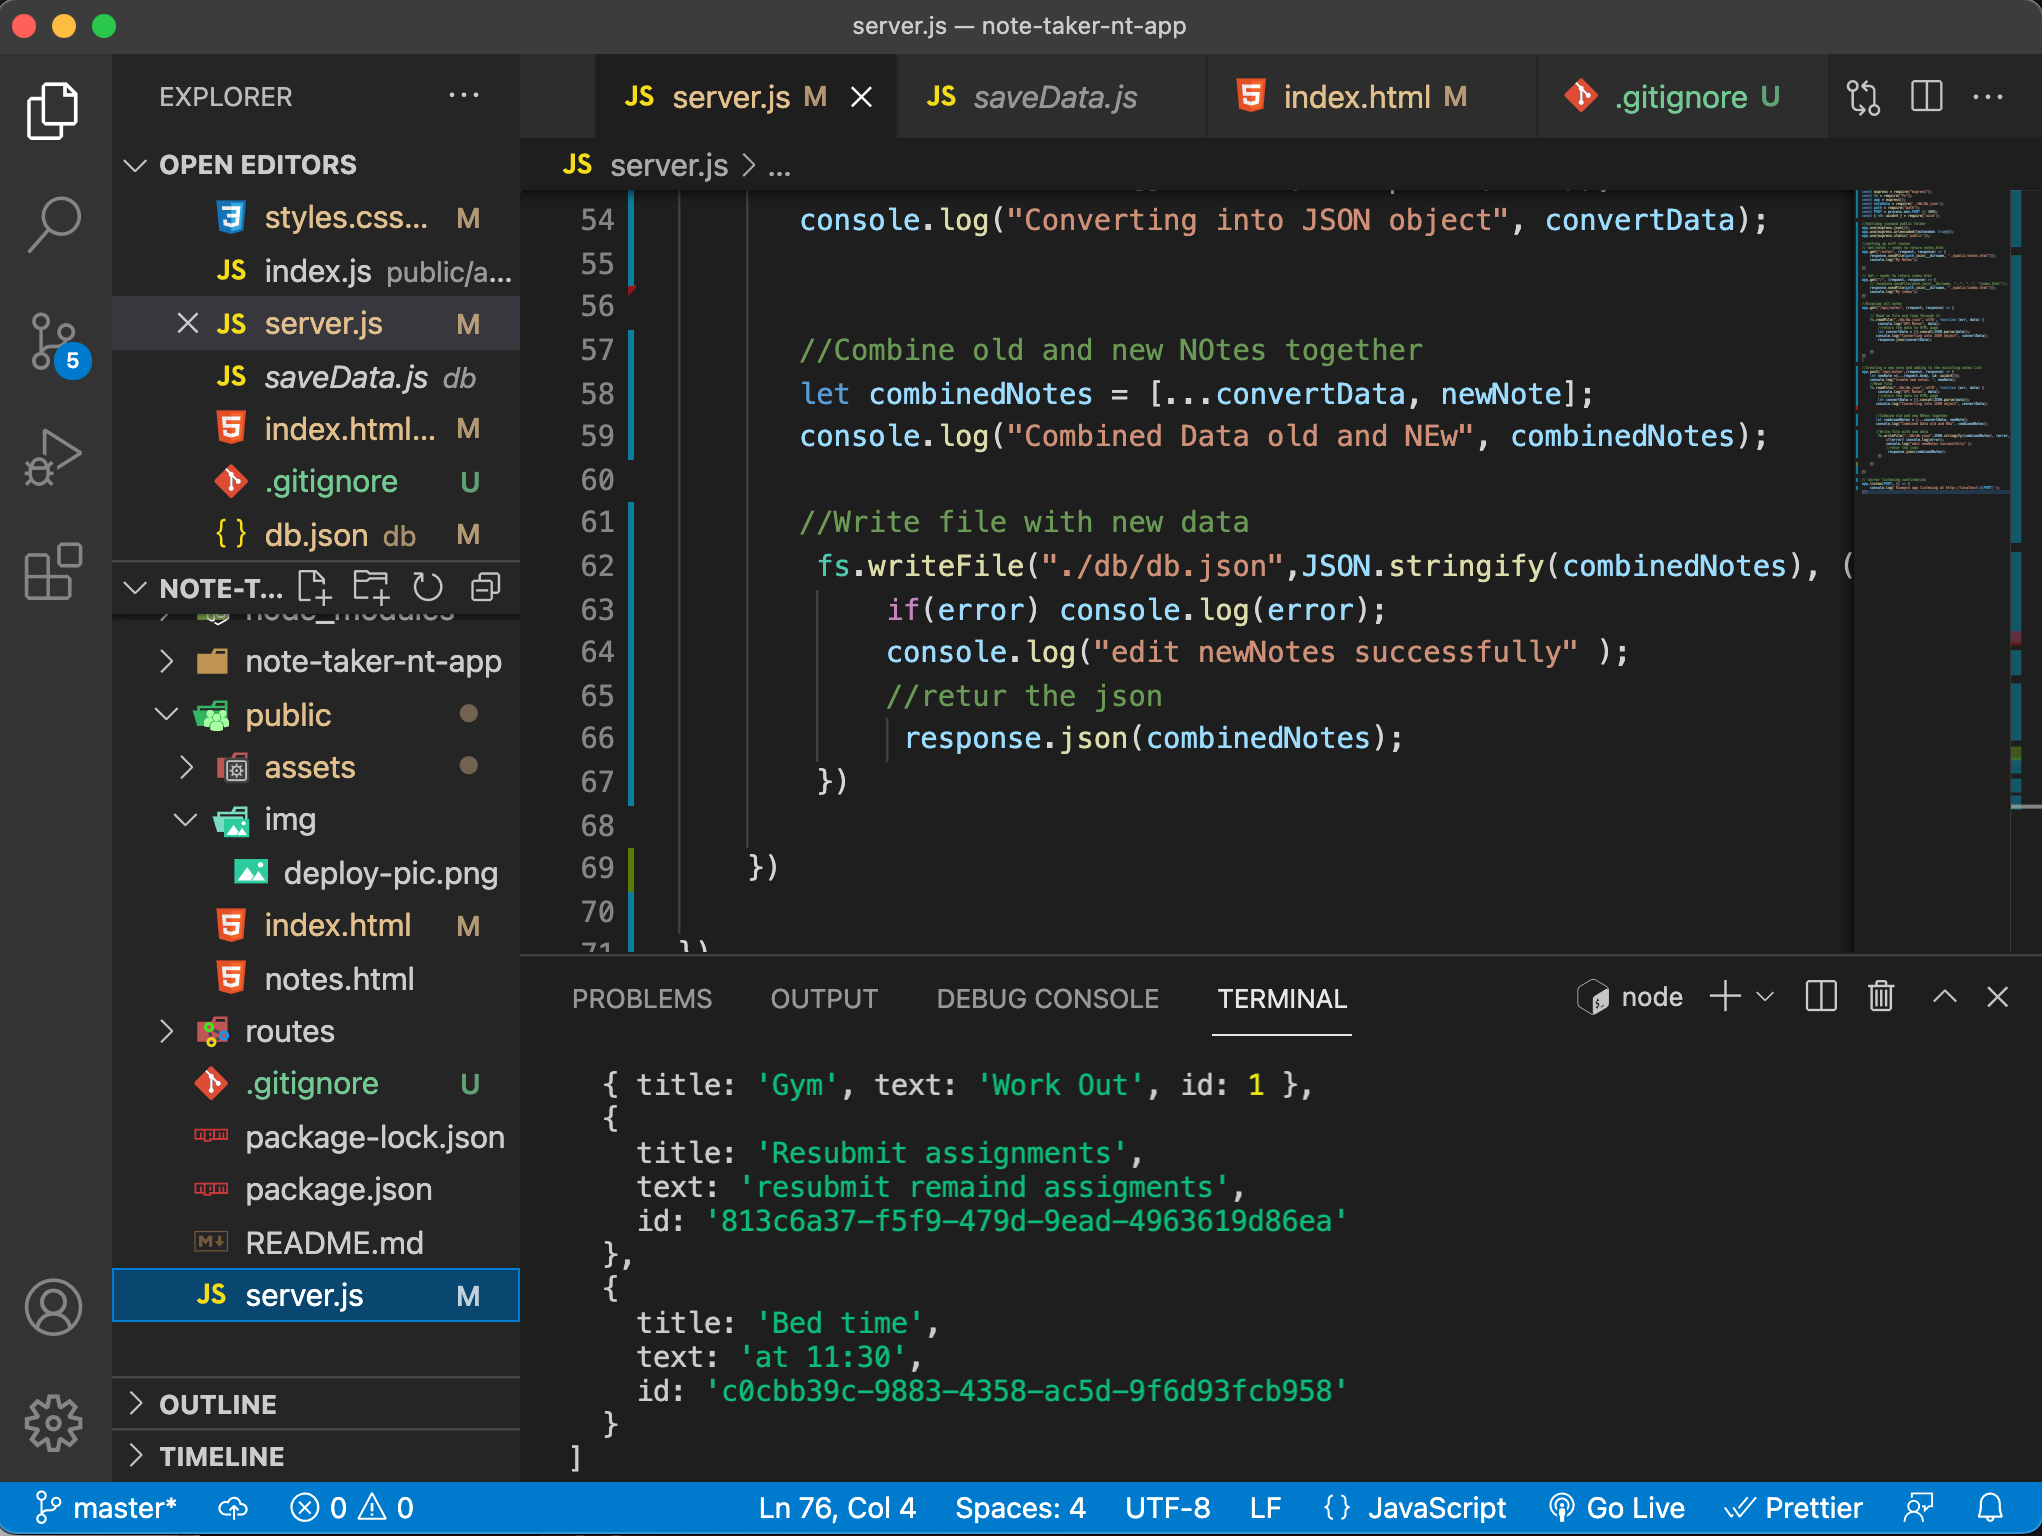 server.js — note-taker-nt-app
EXPLORER
OPEN EDITORS
styles.css... M
JS index.js public/a...
JS server.js M
JS saveData.js db
index.html... M
.gitignore U
{} db.json db M
5
NOTE-T...
node_modules
note-taker-nt-app
public
assets
img
deploy-pic.png
index.html M
notes.html
routes
.gitignore U
package-lock.json
package.json
README.md
JS server.js M
OUTLINE
TIMELINE
JS server.js M
JS saveData.js
index.html M
.gitignore U
JS server.js > ...
54 console.log("Converting into JSON object", convertData);
55
56
57 //Combine old and new NOtes together
58 let combinedNotes = [...convertData, newNote];
59 console.log("Combined Data old and NEw", combinedNotes);
60
61 //Write file with new data
62 fs.writeFile("./db/db.json",JSON.stringify(combinedNotes), (
63 if(error) console.log(error);
64 console.log("edit newNotes successfully" );
65 //retur the json
66 response.json(combinedNotes);
67 })
68
69 })
70
71 })
PROBLEMS OUTPUT DEBUG CONSOLE TERMINAL node
{ title: 'Gym', text: 'Work Out', id: 1 },
{
title: 'Resubmit assignments',
text: 'resubmit remaind assigments',
id: '813c6a37-f5f9-479d-9ead-4963619d86ea'
},
{
title: 'Bed time',
text: 'at 11:30',
id: 'c0cbb39c-9883-4358-ac5d-9f6d93fcb958'
}
]
master* 0 0 Ln 76, Col 4 Spaces: 4 UTF-8 LF {} JavaScript Go Live Prettier